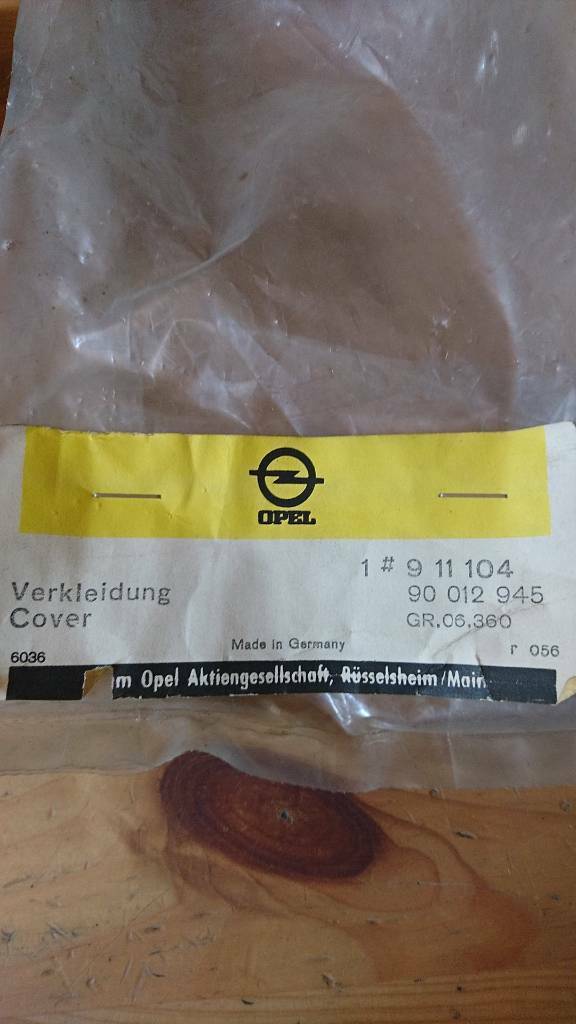 OPEL
1 # 9 11 104
Verkleidung 90 012 945
Cover GR.06.360
Made in Germany r 056
6036
Opel Aktiengesellschaft, Rüsselsheim/Main